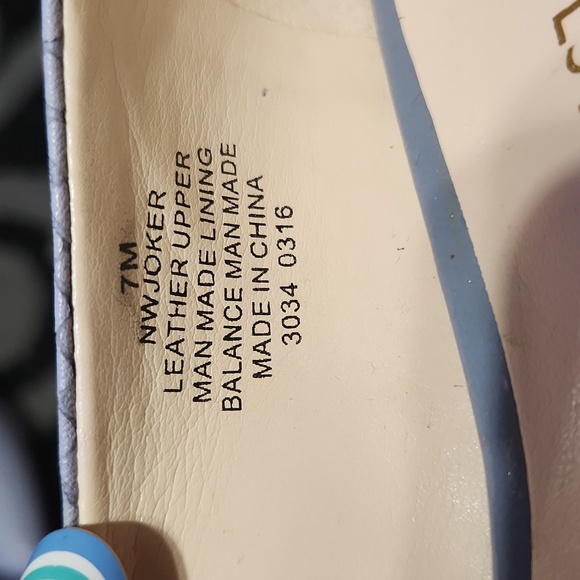 7M
NWJOKER
LEATHER UPPER
MAN MADE LINING
BALANCE MAN MADE
MADE IN CHINA
3034 0316